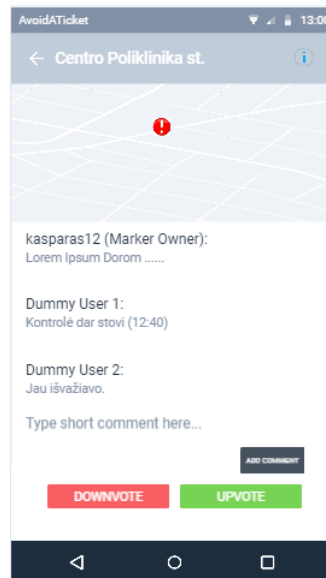 AvoidATicket 13:00
Centro Poliklinika st.
kasparas12 (Marker Owner):
Lorem Ipsum Dorom ......
Dummy User 1:
Kontrolė dar stovi (12:40)
Dummy User 2:
Jau išvažiavo.
Type short comment here...
ADD COMMENT
DOWNVOTE UPVOTE